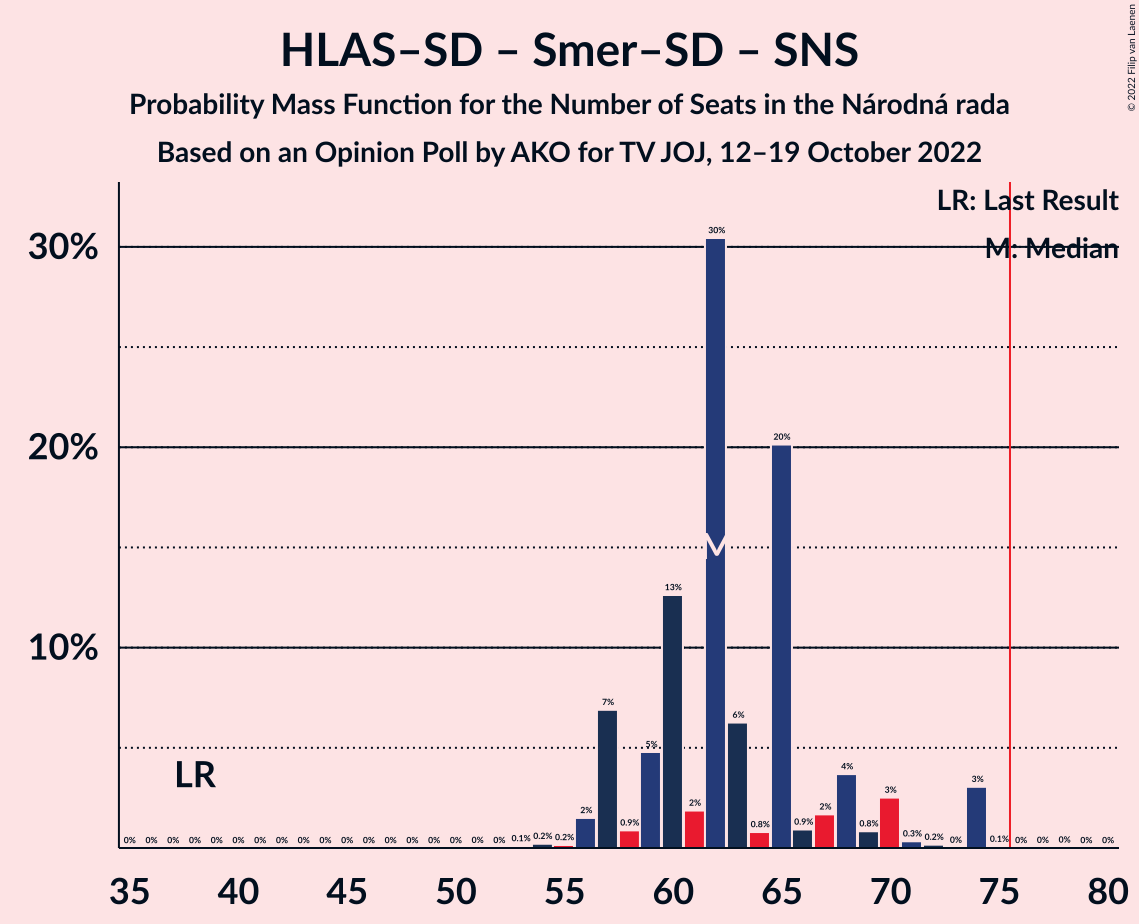 HLAS–SD – Smer–SD – SNS
Probability Mass Function for the Number of Seats in the Národná rada
Based on an Opinion Poll by AKO for TV JOJ, 12–19 October 2022
© 2022 Filip van Laenen
LR: Last Result
M: Median
30%
20%
10%
30%
20%
13%
7%
6%
5%
4%
3%
3%
2%
2%
2%
0.9%
0.8%
0.9%
0.8%
0.3%
0.2%
0%
0.1%
0% 0% 0% 0% 0%
0% 0% 0% 0% 0% 0% 0% 0% 0% 0% 0% 0% 0% 0% 0% 0% 0% 0% 0.1% 0.2% 0.2%
M
LR
35 40 45 50 55 60 65 70 75 80